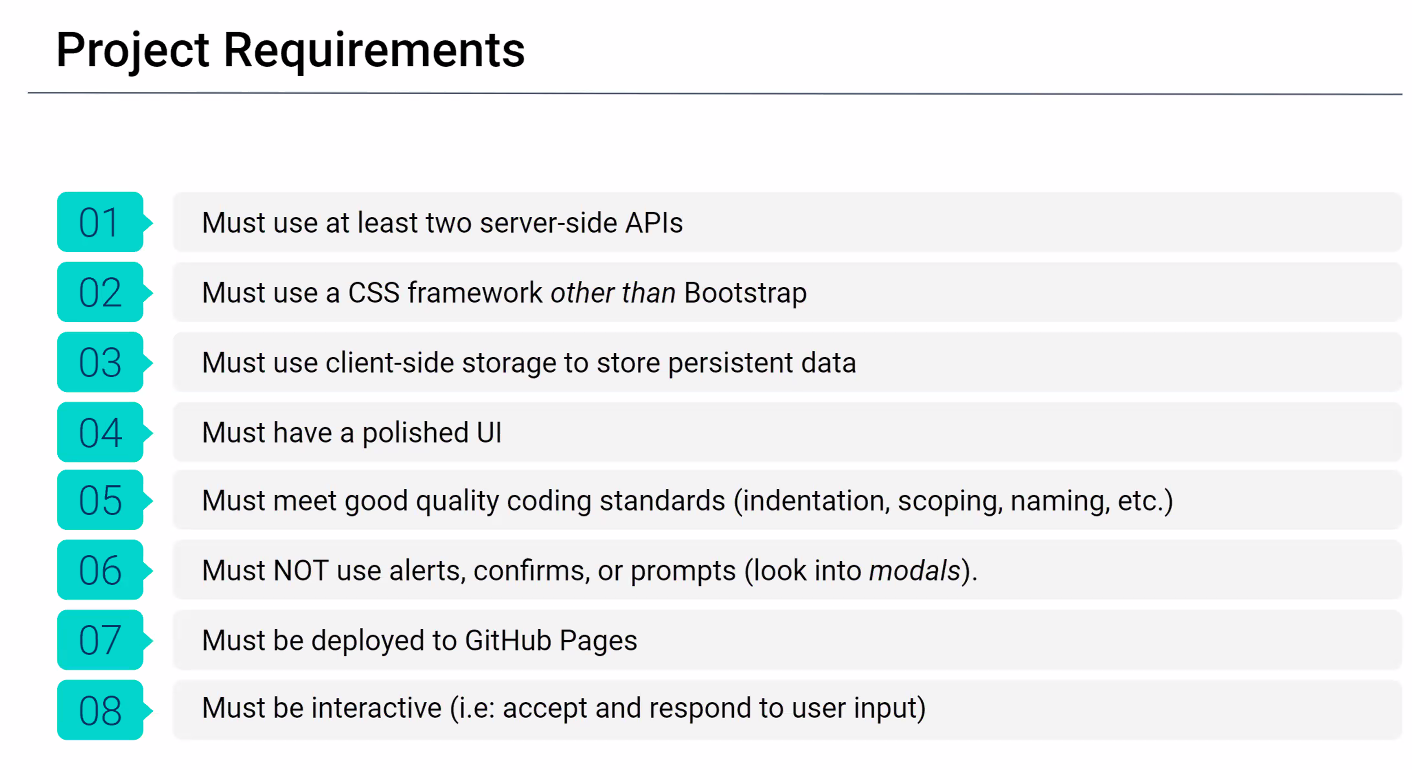 Project Requirements
01 Must use at least two server-side APIs
02 Must use a CSS framework other than Bootstrap
03 Must use client-side storage to store persistent data
04 Must have a polished UI
05 Must meet good quality coding standards (indentation, scoping, naming, etc.)
06 Must NOT use alerts, confirms, or prompts (look into modals).
07 Must be deployed to GitHub Pages
08 Must be interactive (i.e: accept and respond to user input)